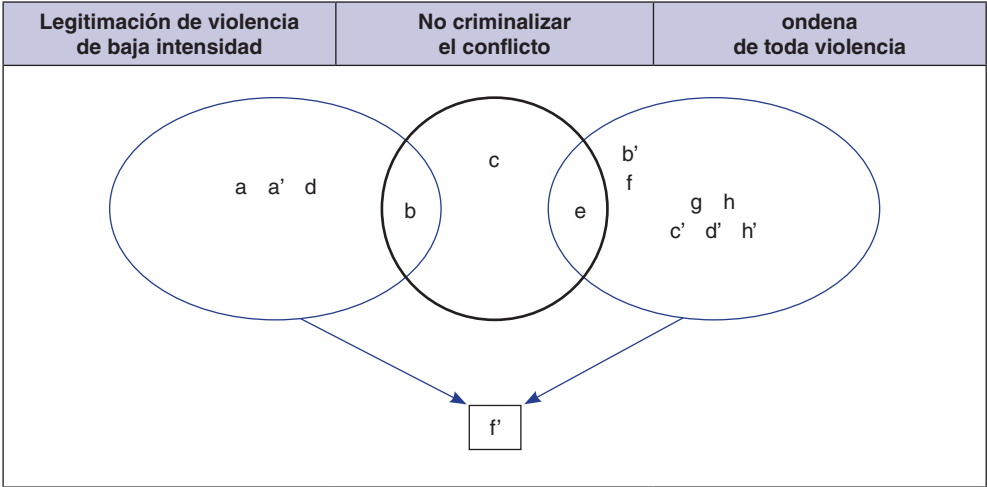 Legitimación de violencia
de baja intensidad
No criminalizar
el conflicto
ondena
de toda violencia
a a' d
b
c
e
b'
f
g h
c' d' h'
f'